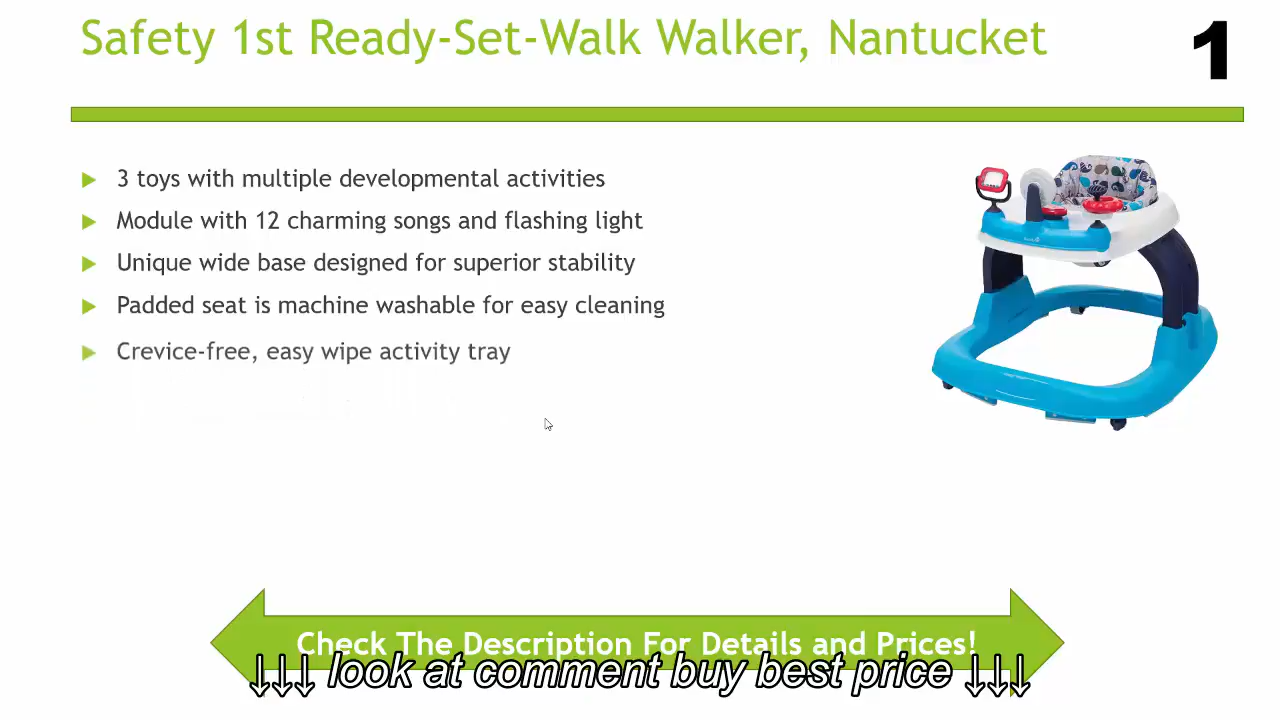 Safety 1st Ready-Set-Walk Walker, Nantucket
1
3 toys with multiple developmental activities
Module with 12 charming songs and flashing light
Unique wide base designed for superior stability
Padded seat is machine washable for easy cleaning
Crevice-free, easy wipe activity tray
Check The Description For Details and Prices!
↓↓↓ look at comment buy best price ↓↓↓